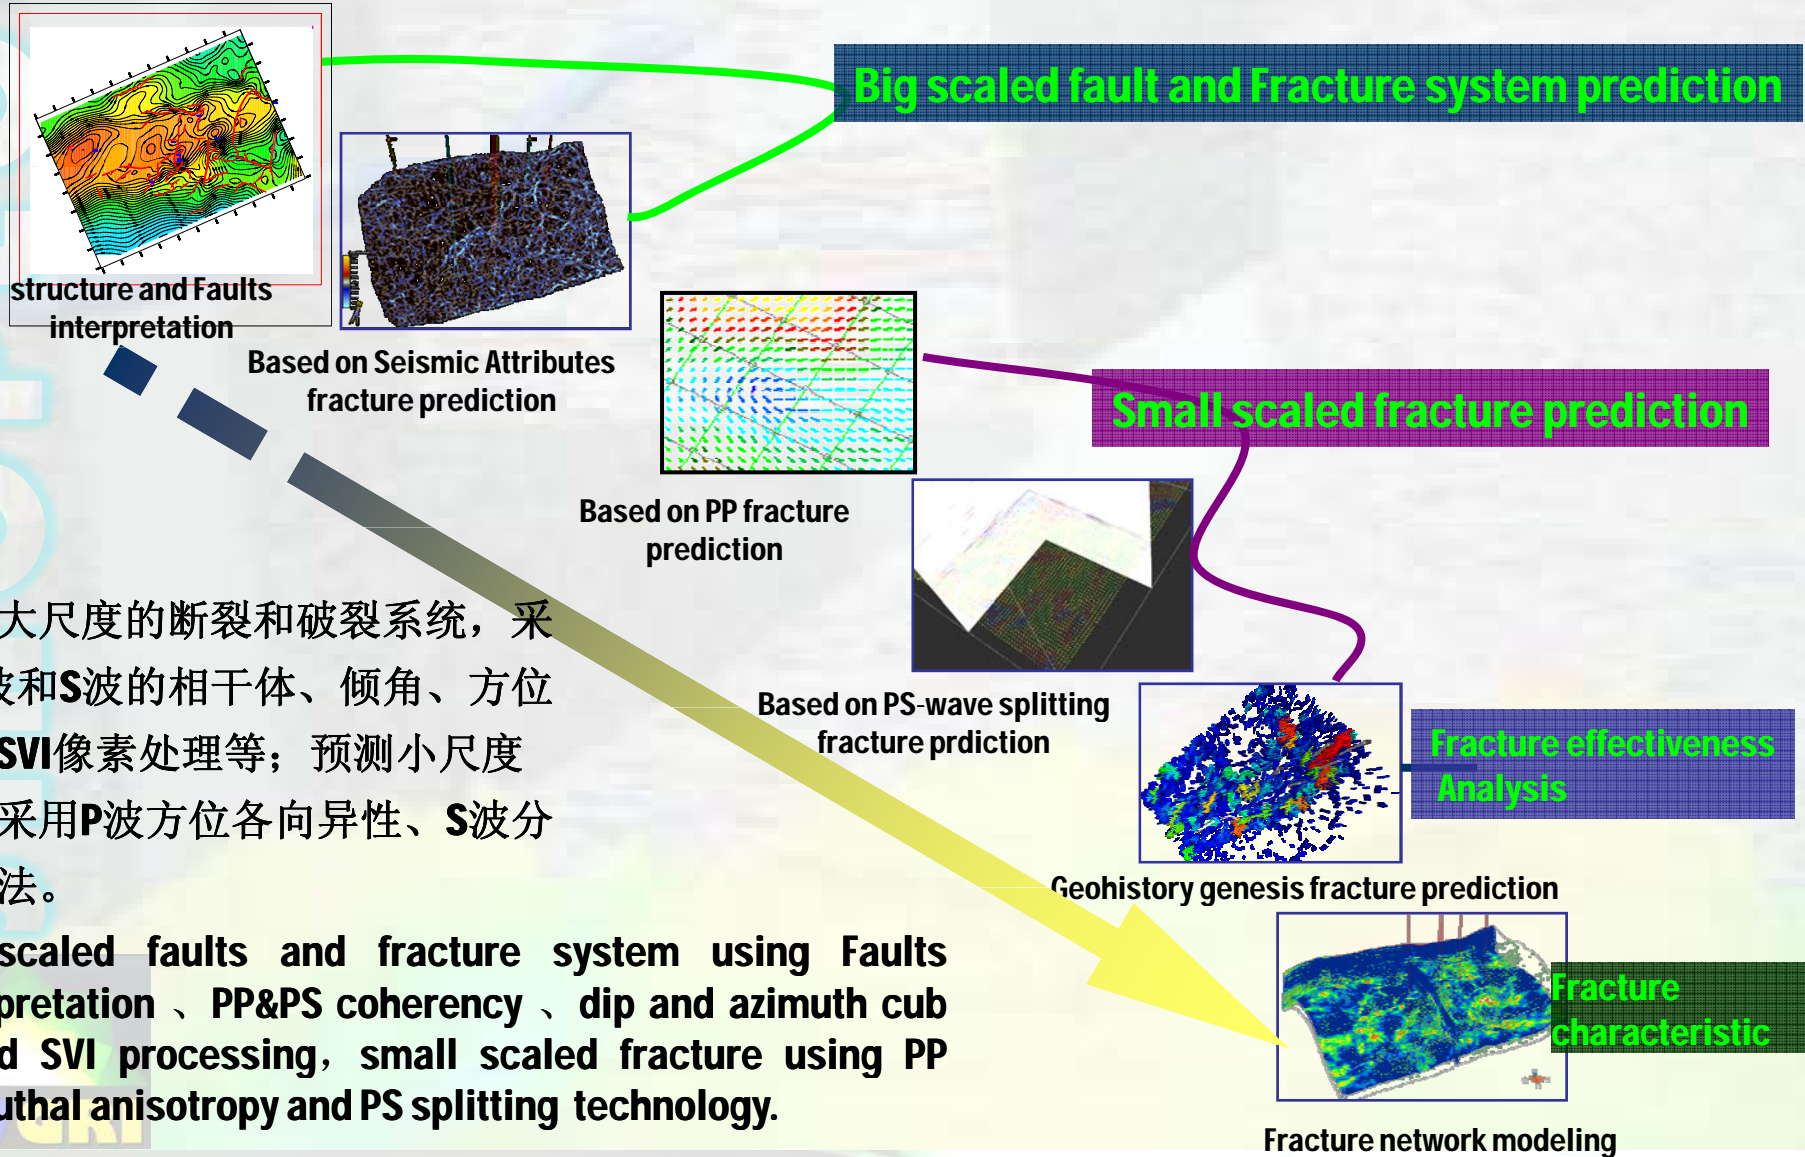 Big scaled fault and Fracture system prediction
structure and Faults
interpretation
Based on Seismic Attributes
fracture prediction
Small scaled fracture prediction
Based on PP fracture
prediction
Based on PS-wave splitting
fracture prdiction
Fracture effectiveness
Analysis
Geohistory genesis fracture prediction
Fracture
characteristic
Fracture network modeling
大尺度的断裂和破裂系统，采
波和S波的相干体、倾角、方位
SVI像素处理等；预测小尺度
采用P波方位各向异性、S波分
法。
scaled faults and fracture system using Faults
pretation 、PP&PS coherency 、dip and azimuth cub
d SVI processing，small scaled fracture using PP
uthal anisotropy and PS splitting technology.
GRI